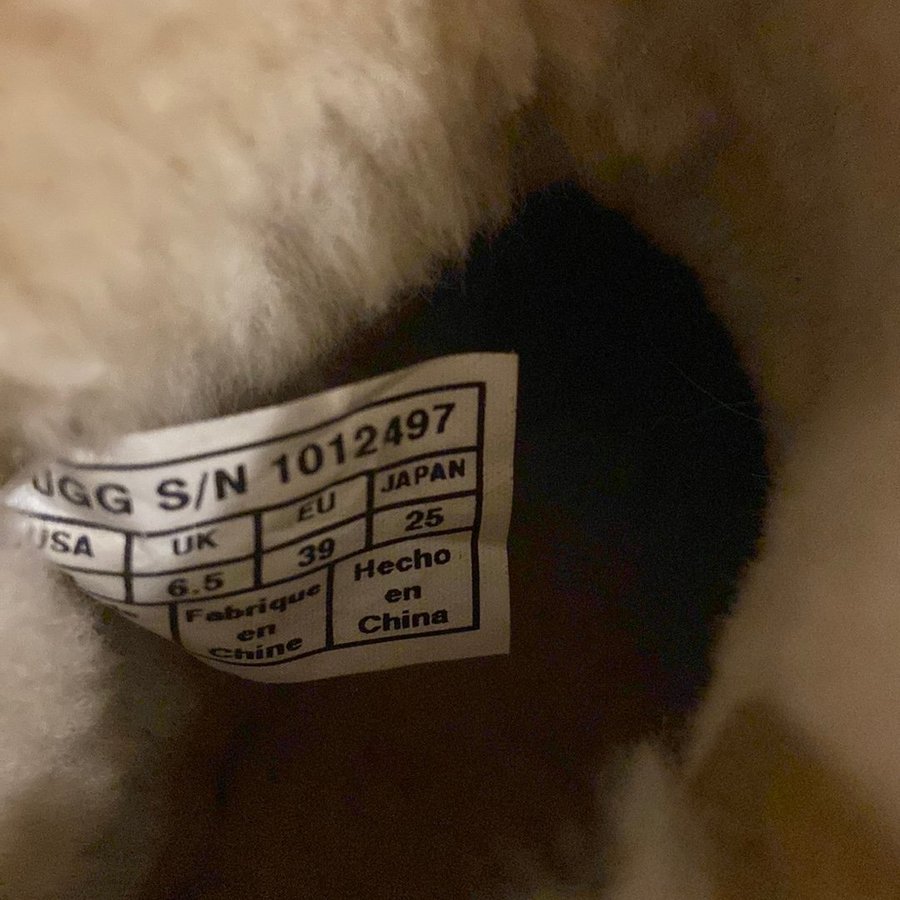 UGG S/N 1012497
USA UK EU JAPAN
6.5 39 25
Fabrique Hecho
en en
Chine China